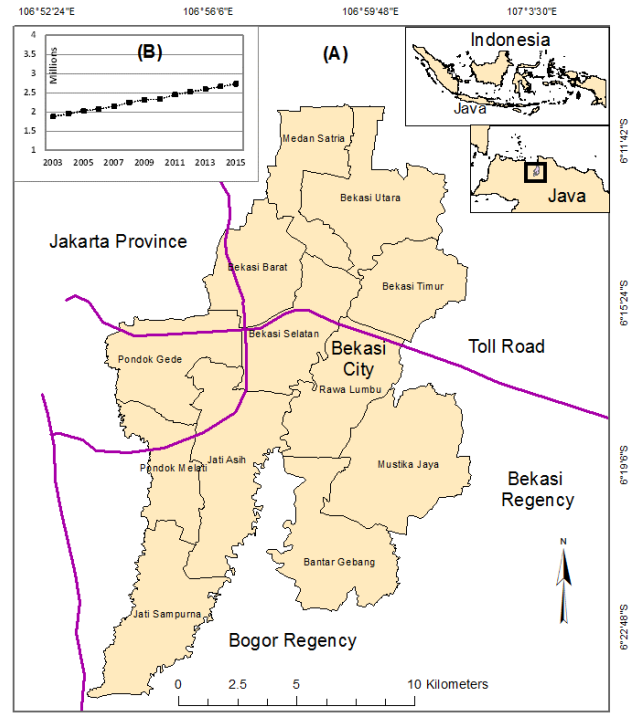 106°52'24"E 106°56'6"E 106°59'48"E 107°3'30"E
(B)
Millions
4
3.5
3
2.5
2
1.5
1
2003 2005 2007 2009 2011 2013 2015
(A)
Indonesia
Java
Java
6°11'42"S
6°15'24"S
6°19'6"S
6°22'48"S
Medan Satria
Bekasi Utara
Jakarta Province
Bekasi Barat
Bekasi Timur
Bekasi Selatan
Toll Road
Bekasi
City
Pondok Gede
Rawa Lumbu
Jati Asih
Pondok Melati
Mustika Jaya
Bekasi
Regency
N
Bantar Gebang
Jati Sampurna
Bogor Regency
0 2.5 5 10 Kilometers